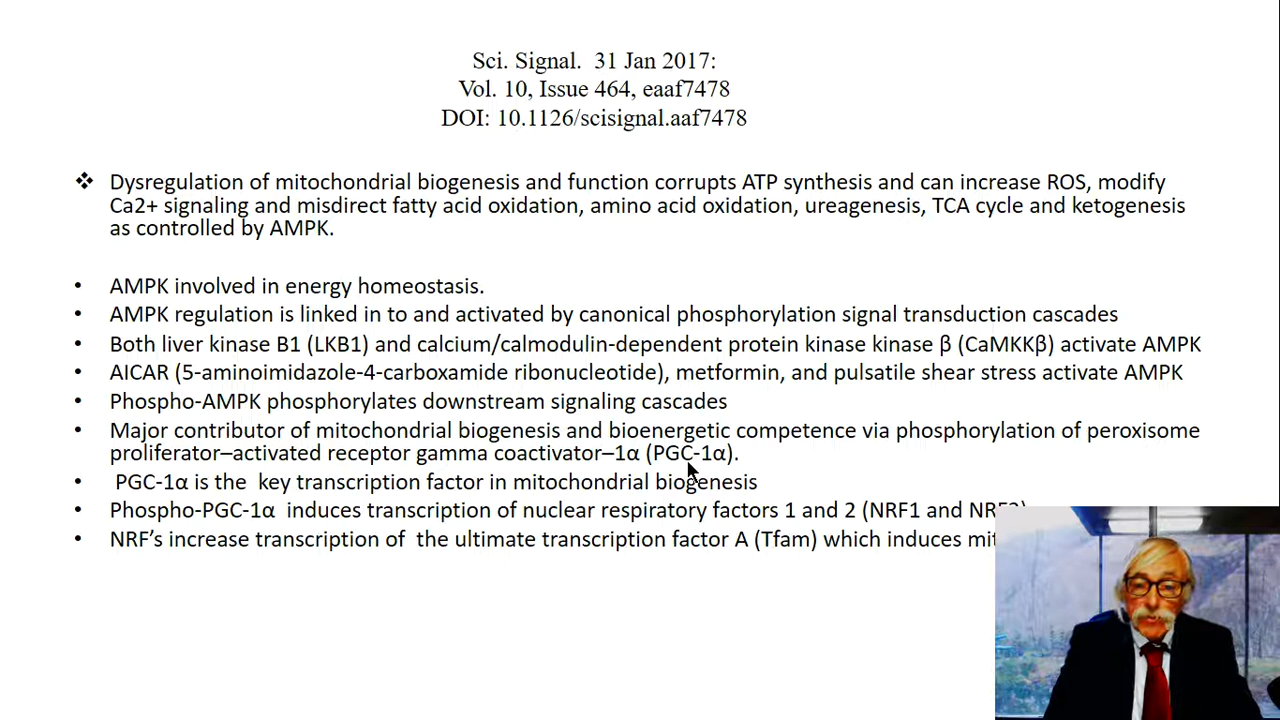 Sci. Signal. 31 Jan 2017:
Vol. 10, Issue 464, eaaf7478
DOI: 10.1126/scisignal.aaf7478
❖ Dysregulation of mitochondrial biogenesis and function corrupts ATP synthesis and can increase ROS, modify
Ca2+ signaling and misdirect fatty acid oxidation, amino acid oxidation, ureagenesis, TCA cycle and ketogenesis
as controlled by AMPK.
• AMPK involved in energy homeostasis.
• AMPK regulation is linked in to and activated by canonical phosphorylation signal transduction cascades
• Both liver kinase B1 (LKB1) and calcium/calmodulin-dependent protein kinase kinase β (CaMKKβ) activate AMPK
• AICAR (5-aminoimidazole-4-carboxamide ribonucleotide), metformin, and pulsatile shear stress activate AMPK
• Phospho-AMPK phosphorylates downstream signaling cascades
• Major contributor of mitochondrial biogenesis and bioenergetic competence via phosphorylation of peroxisome
proliferator–activated receptor gamma coactivator–1α (PGC-1α).
• PGC-1α is the key transcription factor in mitochondrial biogenesis
• Phospho-PGC-1α induces transcription of nuclear respiratory factors 1 and 2 (NRF1 and NRF2)
• NRF’s increase transcription of the ultimate transcription factor A (Tfam) which induces